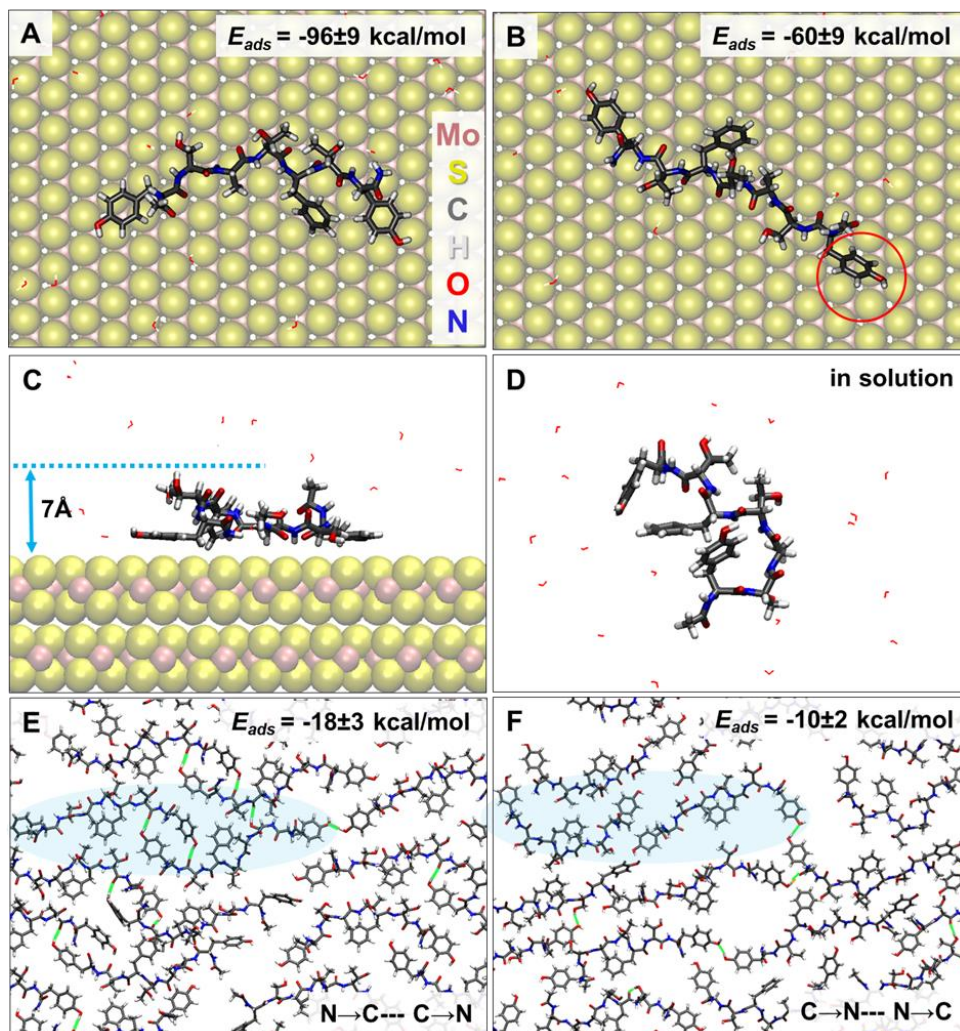 A
E_ads = -96±9 kcal/mol
Mo
S
C
H
O
N
B
E_ads = -60±9 kcal/mol
C
7Å
D
in solution
E
E_ads = -18±3 kcal/mol
N→C--- C→N
F
E_ads = -10±2 kcal/mol
C→N--- N→C